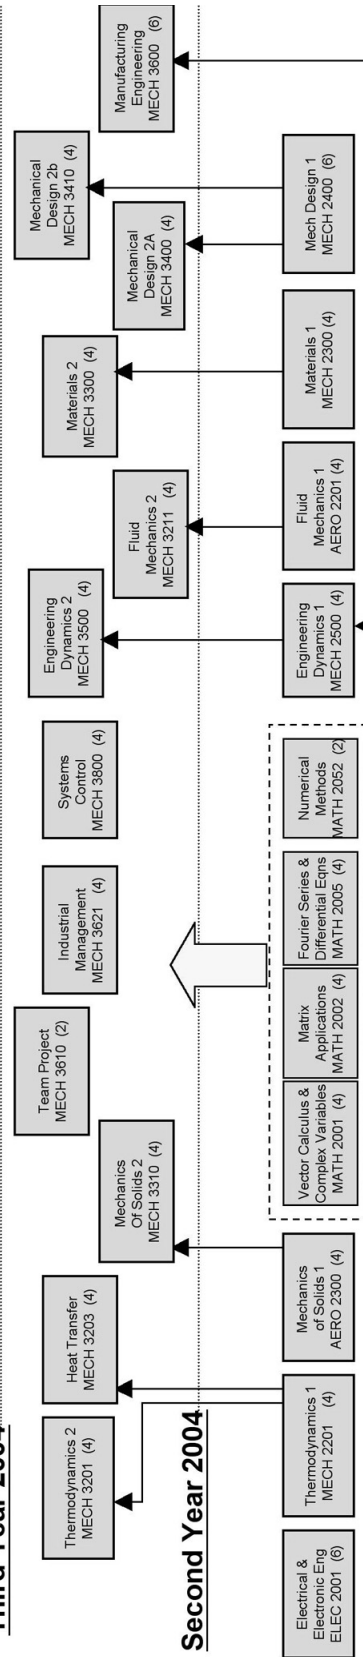 Third Year 2004
Thermodynamics 2
MECH 3201 (4)
Heat Transfer
MECH 3203 (4)
Mechanics
Of Solids 2
MECH 3310 (4)
Team Project
MECH 3610 (2)
Industrial
Management
MECH 3621 (4)
Systems
Control
MECH 3800 (4)
Engineering
Dynamics 2
MECH 3500 (4)
Fluid
Mechanics 2
MECH 3211 (4)
Materials 2
MECH 3300 (4)
Mechanical
Design 2A
MECH 3400 (4)
Mechanical
Design 2b
MECH 3410 (4)
Manufacturing
Engineering
MECH 3600 (6)
Second Year 2004
Electrical &
Electronic Eng
ELEC 2001 (6)
Thermodynamics 1
MECH 2201 (4)
Mechanics
of Solids 1
AERO 2300 (4)
Vector Calculus &
Complex Variables
MATH 2001 (4)
Matrix
Applications
MATH 2002 (4)
Fourier Series &
Differential Eqns
MATH 2005 (4)
Numerical
Methods
MATH 2052 (2)
Engineering
Dynamics 1
MECH 2500 (4)
Fluid
Mechanics 1
AERO 2201 (4)
Materials 1
MECH 2300 (4)
Mech Design 1
MECH 2400 (6)